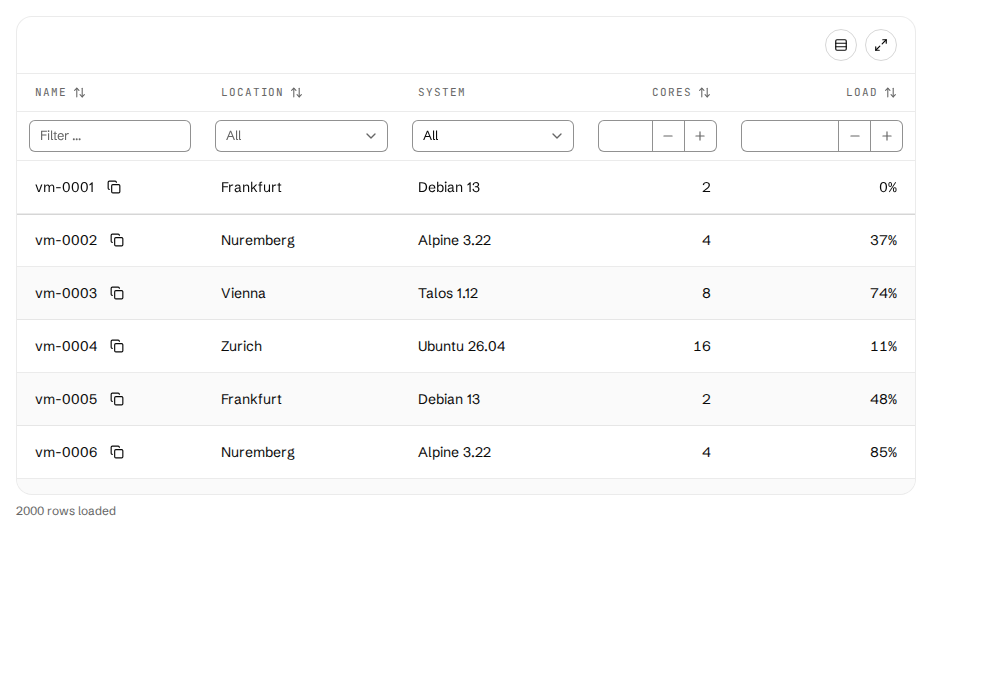 NAME LOCATION SYSTEM CORES LOAD
Filter ... All All
vm-0001 Frankfurt Debian 13 2 0%
vm-0002 Nuremberg Alpine 3.22 4 37%
vm-0003 Vienna Talos 1.12 8 74%
vm-0004 Zurich Ubuntu 26.04 16 11%
vm-0005 Frankfurt Debian 13 2 48%
vm-0006 Nuremberg Alpine 3.22 4 85%
2000 rows loaded